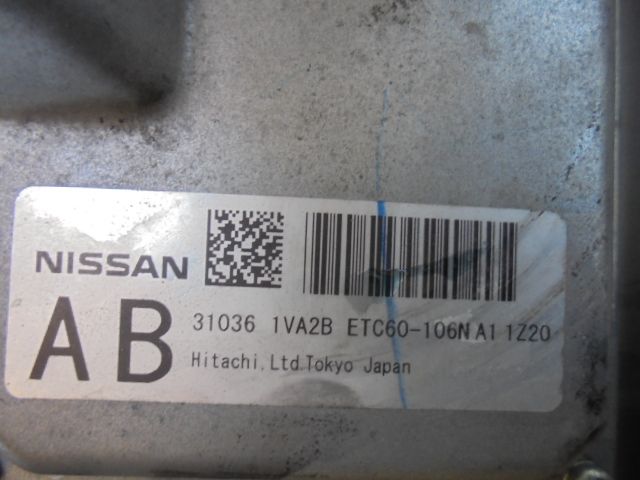 NISSAN
AB 31036 1VA2B ETC60-106N A1 1Z20
Hitachi,Ltd.Tokyo Japan